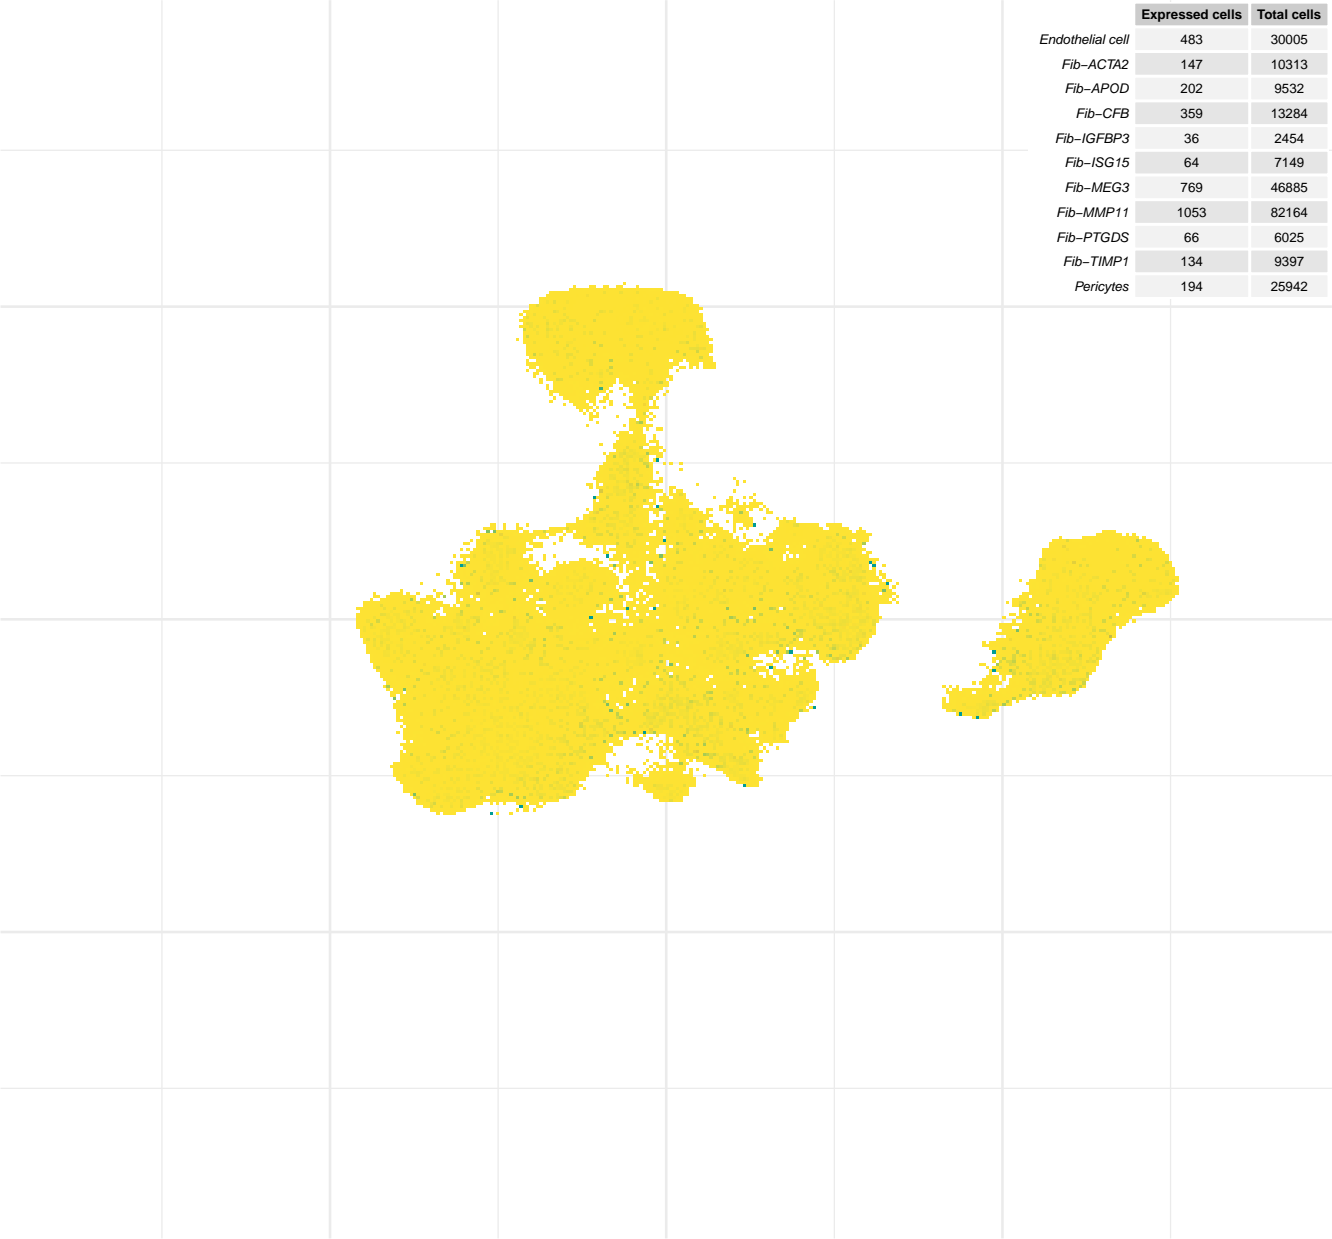 Expressed cells Total cells
Endothelial cell 483 30005
Fib−ACTA2 147 10313
Fib−APOD 202 9532
Fib−CFB 359 13284
Fib−IGFBP3 36 2454
Fib−ISG15 64 7149
Fib−MEG3 769 46885
Fib−MMP11 1053 82164
Fib−PTGDS 66 6025
Fib−TIMP1 134 9397
Pericytes 194 25942